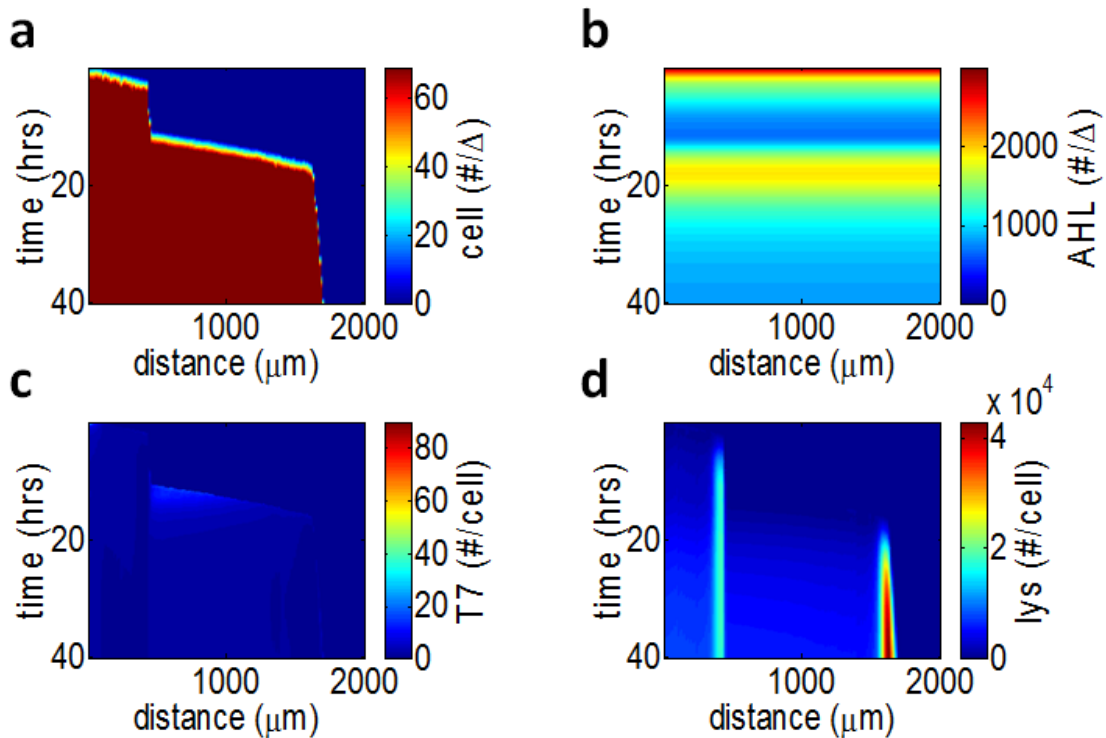 a
time (hrs)
20
40
1000
2000
distance (μm)
60
40
20
0
cell (#/Δ)
b
time (hrs)
20
40
1000
2000
distance (μm)
2000
1000
0
AHL (#/Δ)
c
time (hrs)
20
40
1000
2000
distance (μm)
80
60
40
20
0
T7 (#/cell)
d
time (hrs)
20
40
1000
2000
distance (μm)
x 10⁴
4
2
0
lys (#/cell)